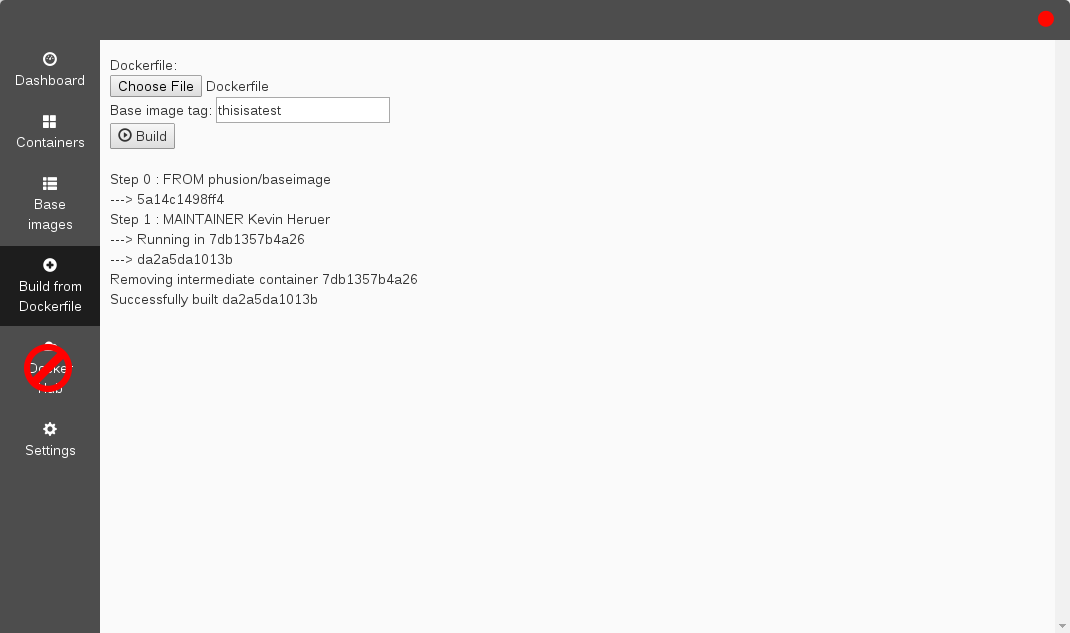 Dashboard
Containers
Base
images
Build from
Dockerfile
Docker
Hub
Settings
Dockerfile:
Choose File Dockerfile
Base image tag: thisisatest
Build
Step 0 : FROM phusion/baseimage
---> 5a14c1498ff4
Step 1 : MAINTAINER Kevin Heruer
---> Running in 7db1357b4a26
---> da2a5da1013b
Removing intermediate container 7db1357b4a26
Successfully built da2a5da1013b